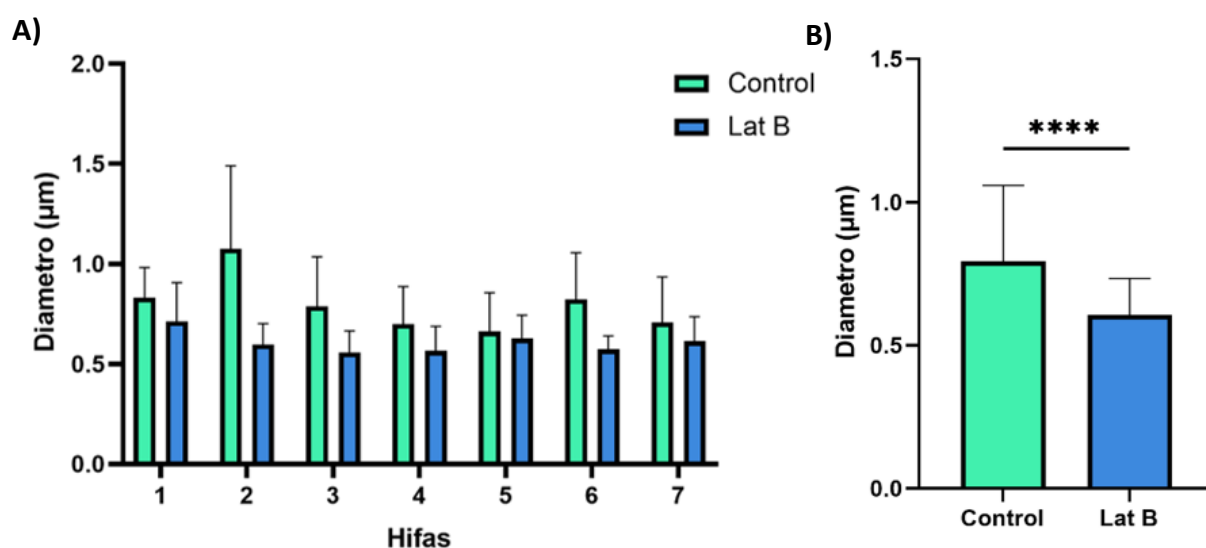 A)
Diametro (μm)
2.0
1.5
1.0
0.5
0.0
1 2 3 4 5 6 7
Hifas
Control
Lat B
B)
Diametro (μm)
1.5
1.0
0.5
0.0
****
Control Lat B